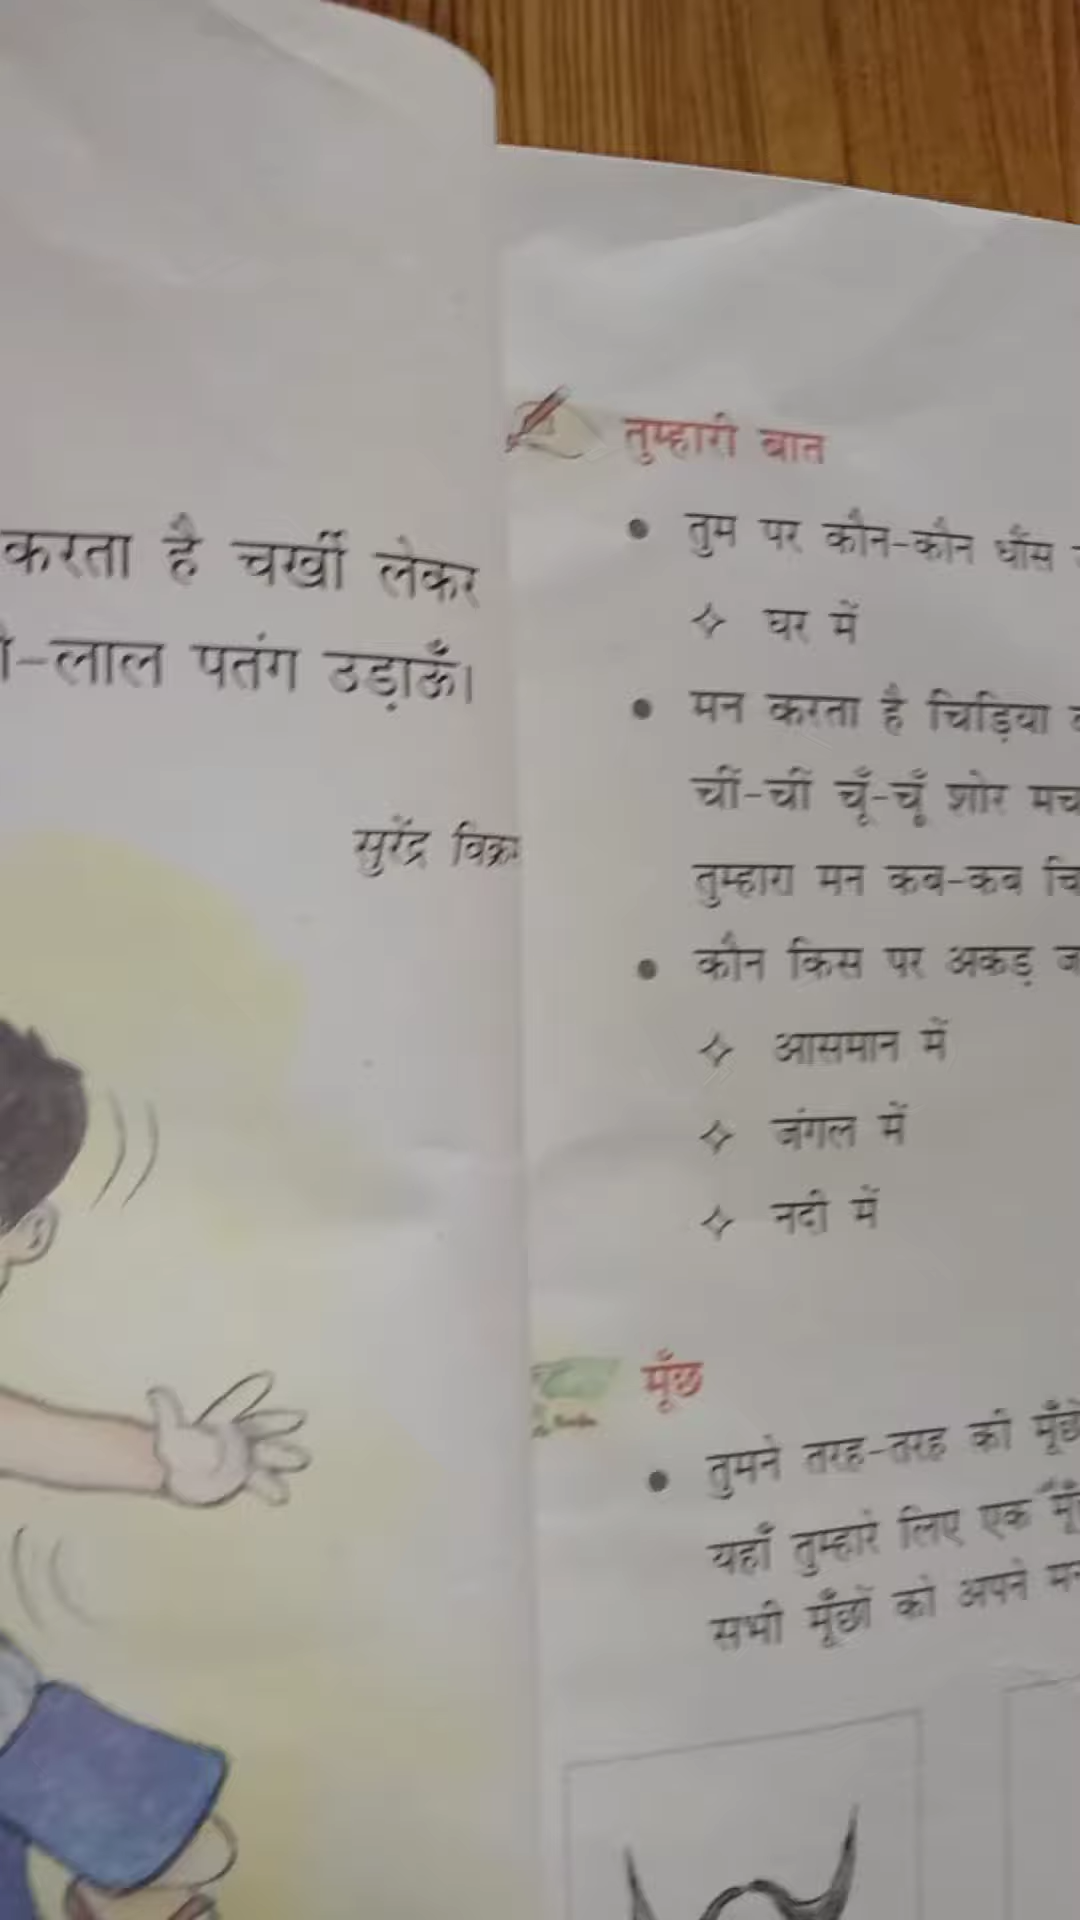 करता है चर्खी लेकर
-लाल पतंग उड़ाऊँ।
सुरेंद्र
तुम्हारी बात
• तुम पर कौन-कौन धौंस
✧ घर में
• मन करता है चिड़िया
चीं-चीं चूँ-चूँ शोर
तुम्हारा मन कब-कब
• कौन किस पर अकड़
✧ आसमान में
✧ जंगल में
✧ नदी में
मूँछ
• तुमने तरह-तरह की
यहाँ तुम्हारे लिए एक
सभी मूँछों को अपने